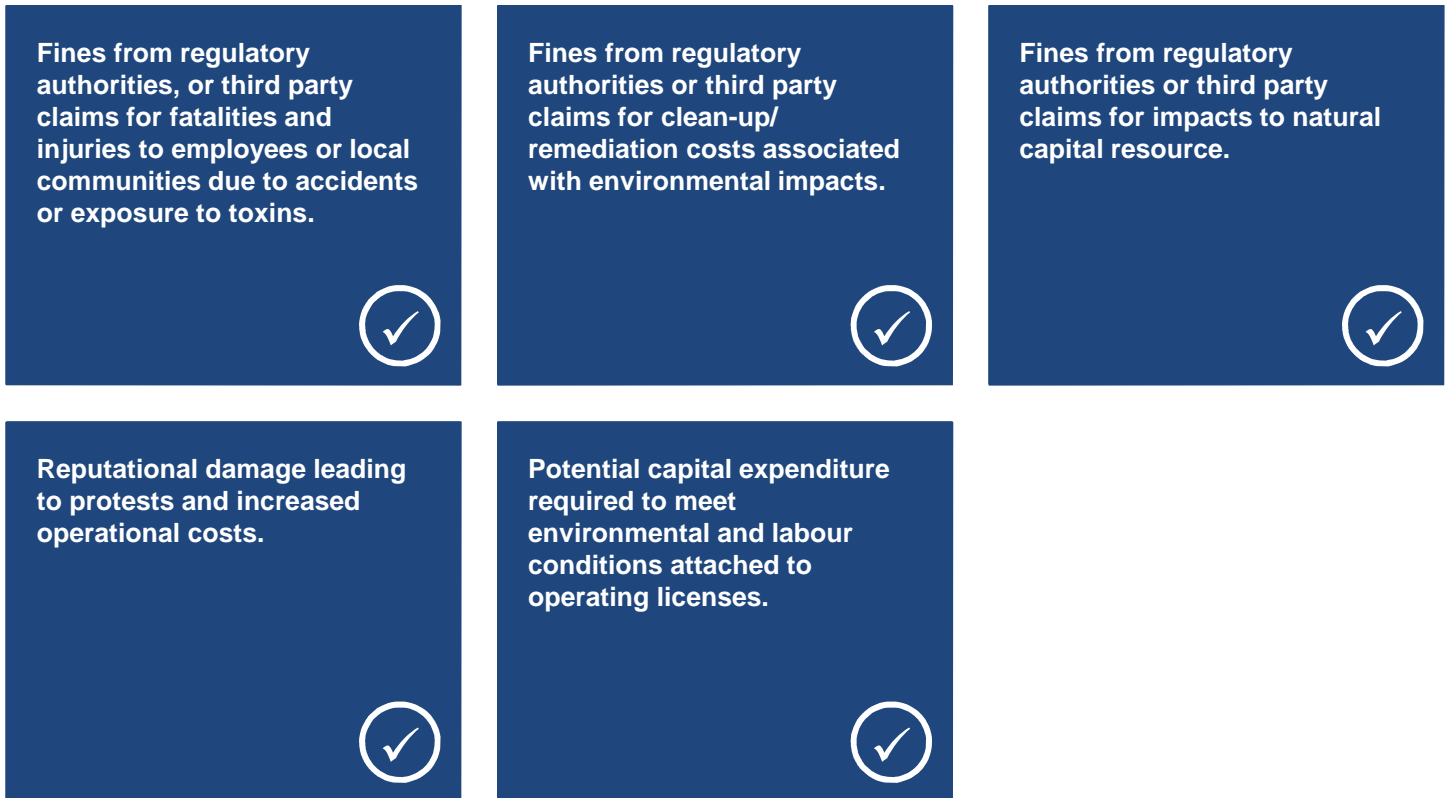 Fines from regulatory
authorities, or third party
claims for fatalities and
injuries to employees or local
communities due to accidents
or exposure to toxins.
Fines from regulatory
authorities or third party
claims for clean-up/
remediation costs associated
with environmental impacts.
Fines from regulatory
authorities or third party
claims for impacts to natural
capital resource.
Reputational damage leading
to protests and increased
operational costs.
Potential capital expenditure
required to meet
environmental and labour
conditions attached to
operating licenses.